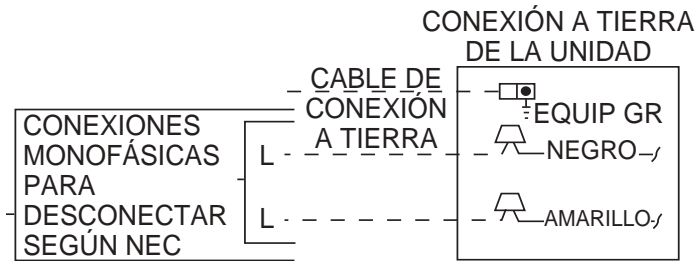 CONEXIÓN A TIERRA
DE LA UNIDAD
CABLE DE
CONEXIÓN
A TIERRA
EQUIP GR
CONEXIONES
MONOFÁSICAS
PARA
DESCONECTAR
SEGÚN NEC
L
NEGRO
L
AMARILLO